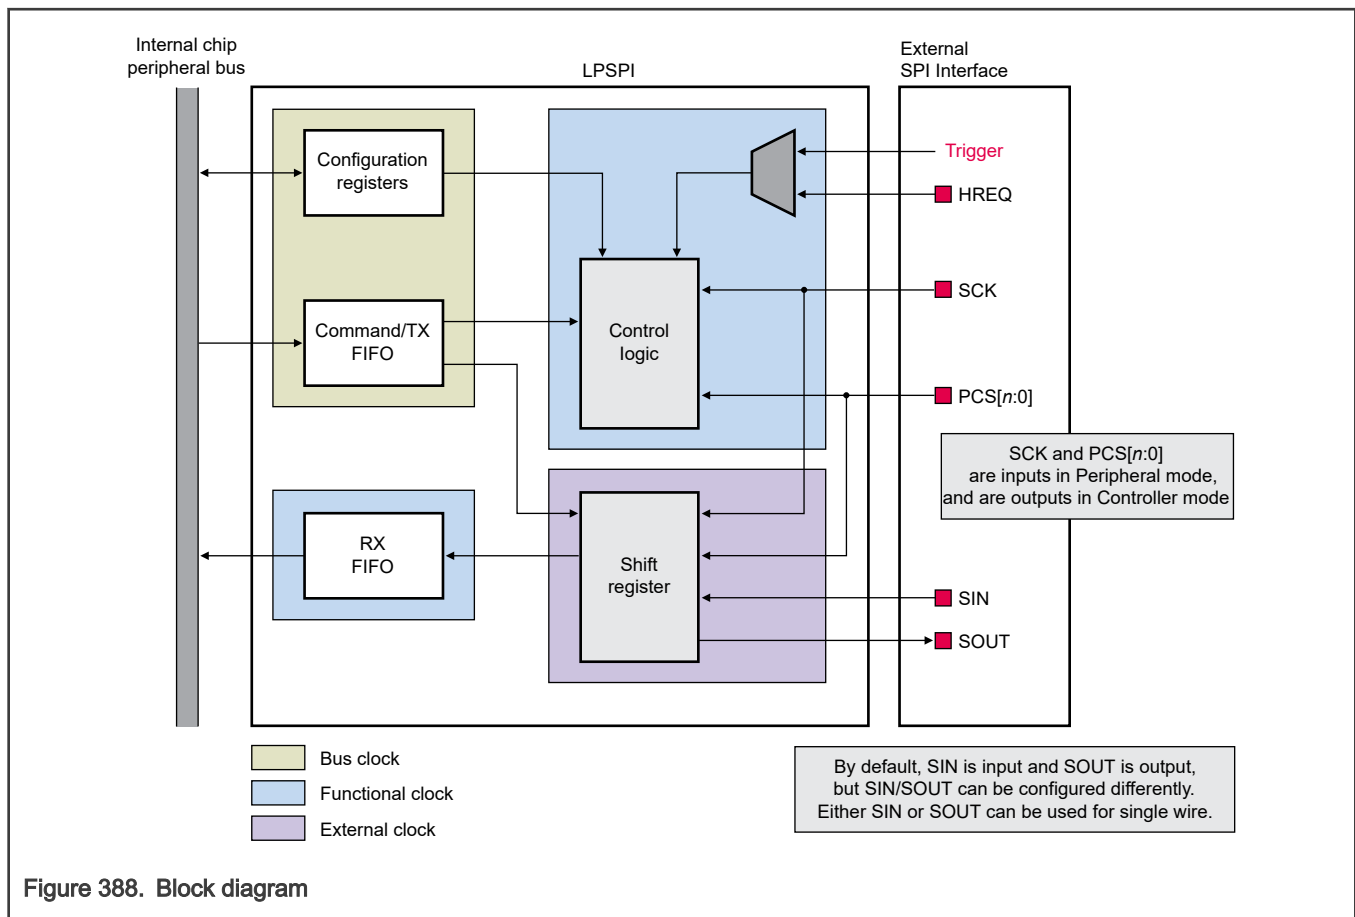 Internal chip
peripheral bus
LPSPI
External
SPI Interface
Configuration
registers
Trigger
HREQ
SCK
Command/TX
FIFO
Control
logic
PCS[n:0]
SCK and PCS[n:0]
are inputs in Peripheral mode,
and are outputs in Controller mode
RX
FIFO
Shift
register
SIN
SOUT
Bus clock
Functional clock
External clock
By default, SIN is input and SOUT is output,
but SIN/SOUT can be configured differently.
Either SIN or SOUT can be used for single wire.
Figure 388. Block diagram